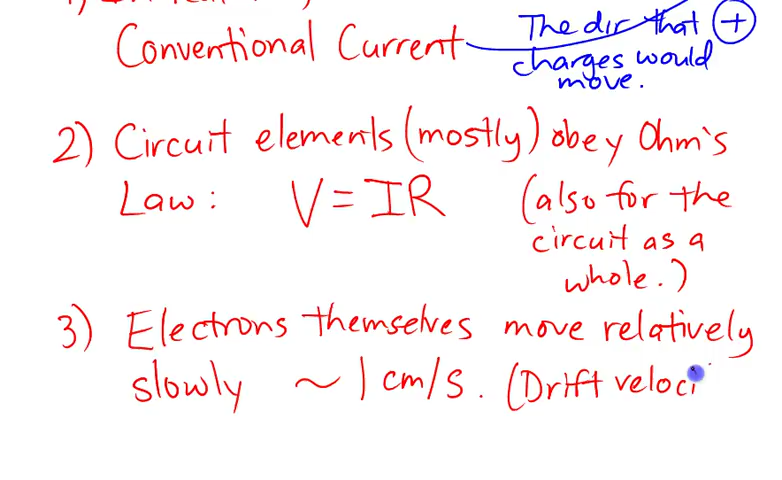 1)
Conventional Current
The dir that +
charges would
move.
2) Circuit elements (mostly) obey Ohm's
Law: V = IR (also for the
circuit as a
whole.)
3) Electrons themselves move relatively
slowly ~ 1 cm/s. (Drift veloci